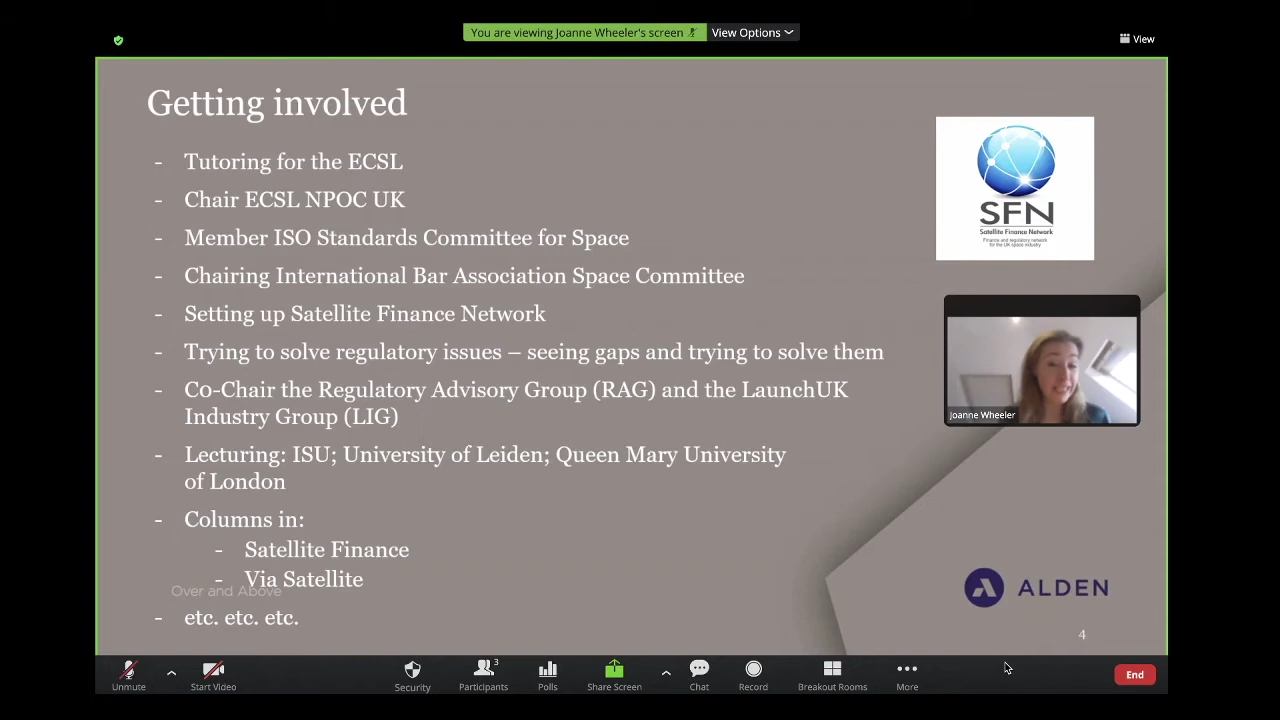 You are viewing Joanne Wheeler's screen
View Options
View
Getting involved
- Tutoring for the ECSL
- Chair ECSL NPOC UK
- Member ISO Standards Committee for Space
- Chairing International Bar Association Space Committee
- Setting up Satellite Finance Network
- Trying to solve regulatory issues – seeing gaps and trying to solve them
- C0-Chair the Regulatory Advisory Group (RAG) and the LaunchUK
Industry Group (LIG)
- Lecturing: ISU; University of Leiden; Queen Mary University
of London
- Columns in:
- Satellite Finance
- Via Satellite
Over and Above
- etc. etc. etc.
SFN
Satellite Finance Network
Finance and regulatory network
for the UK space industry
Joanne Wheeler
ALDEN
4
Unmute
Start Video
Security
Participants
3
Polls
Share Screen
Chat
Record
Breakout Rooms
More
End